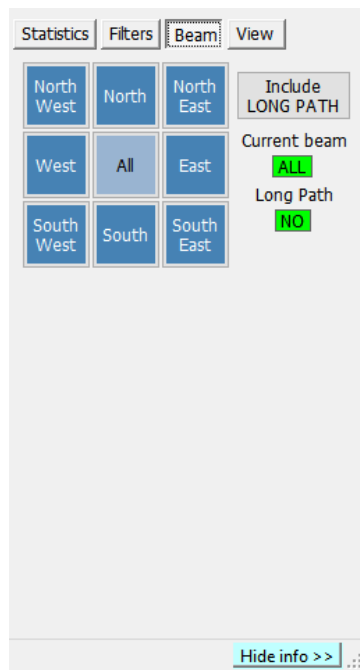 Statistics Filters Beam View
North West North North East
Include LONG PATH
West All East
Current beam
ALL
Long Path
NO
South West South South East
Hide info >>